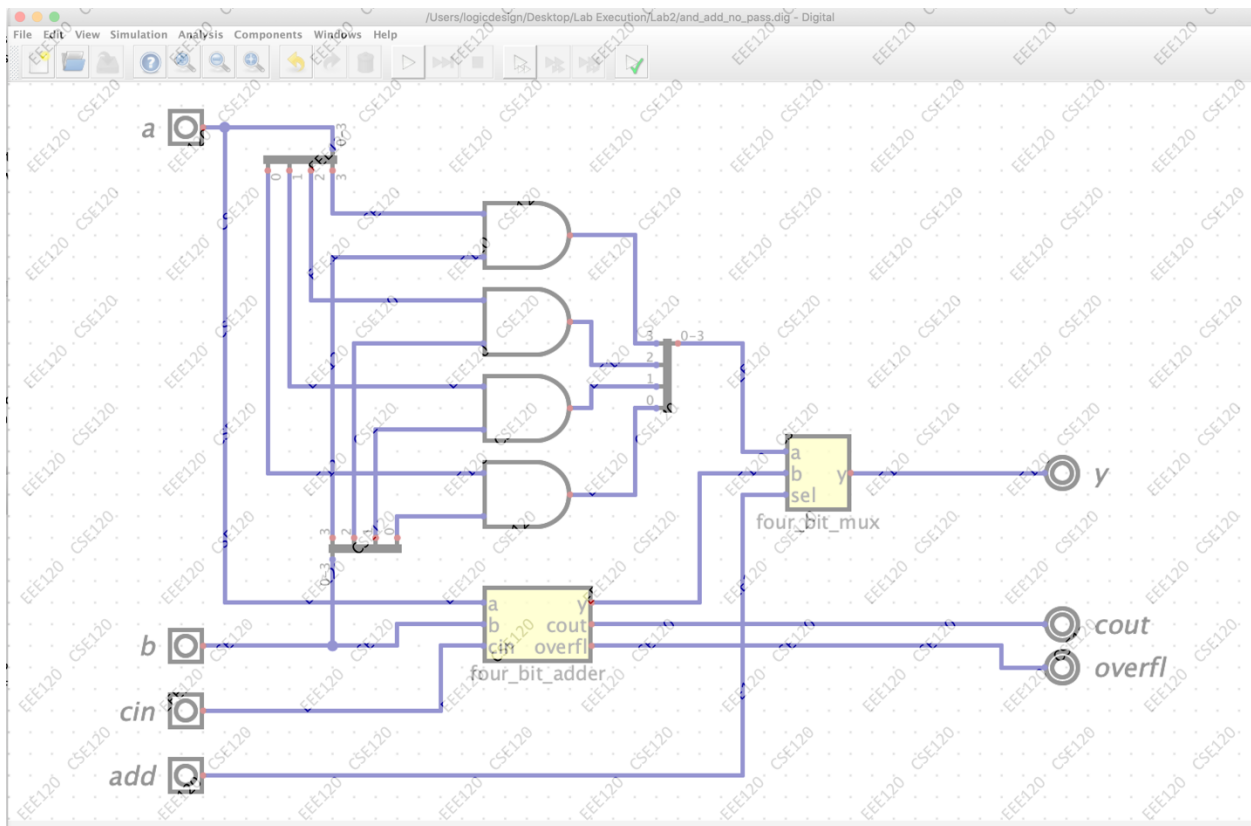 /Users/logicdesign/Desktop/Lab Execution/Lab2/and_add_no_pass.dig - Digital
File Edit View Simulation Analysis Components Windows Help
a
0-3
0 1 2 3
3
2
1
0
0-3
a
b
sel
y
four_bit_mux
y
3 2 1 0
0-3
a
b
cin
y
cout
overfl
four_bit_adder
b
cin
add
cout
overfl
EEE120 CSE120